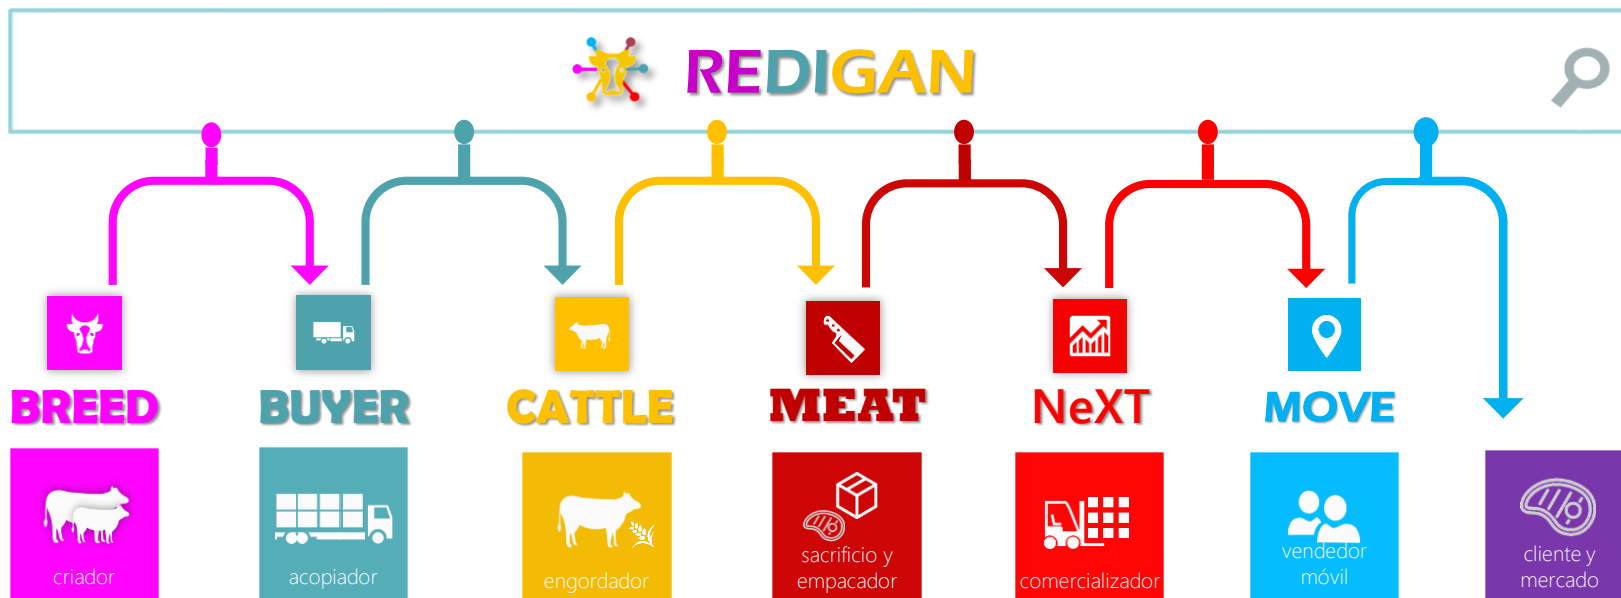 REDIGAN
BREED
BUYER
CATTLE
MEAT
NeXT
MOVE
criador
acopiador
engordador
sacrificio y
empacador
comercializador
vendedor
móvil
cliente y
mercado